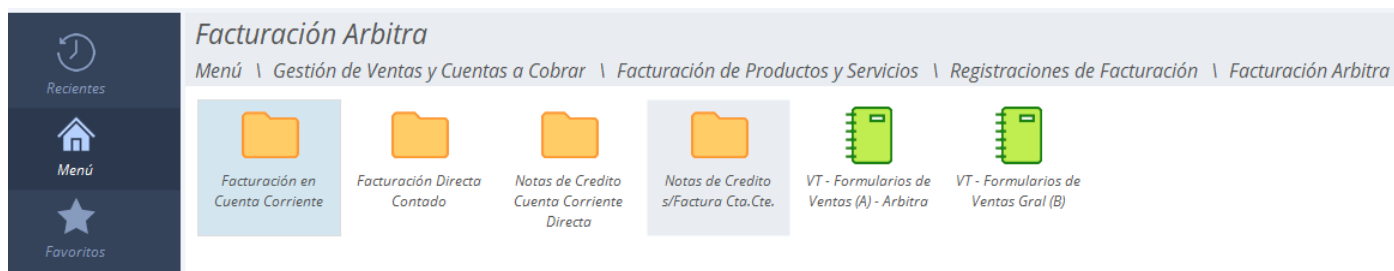 Facturación Arbitra
Menú \ Gestión de Ventas y Cuentas a Cobrar \ Facturación de Productos y Servicios \ Registraciones de Facturación \ Facturación Arbitra
Recientes
Menú
Favoritos
Facturación en
Cuenta Corriente
Facturación Directa
Contado
Notas de Credito
Cuenta Corriente
Directa
Notas de Credito
s/Factura Cta.Cte.
VT - Formularios de
Ventas (A) - Arbitra
VT - Formularios de
Ventas Gral (B)